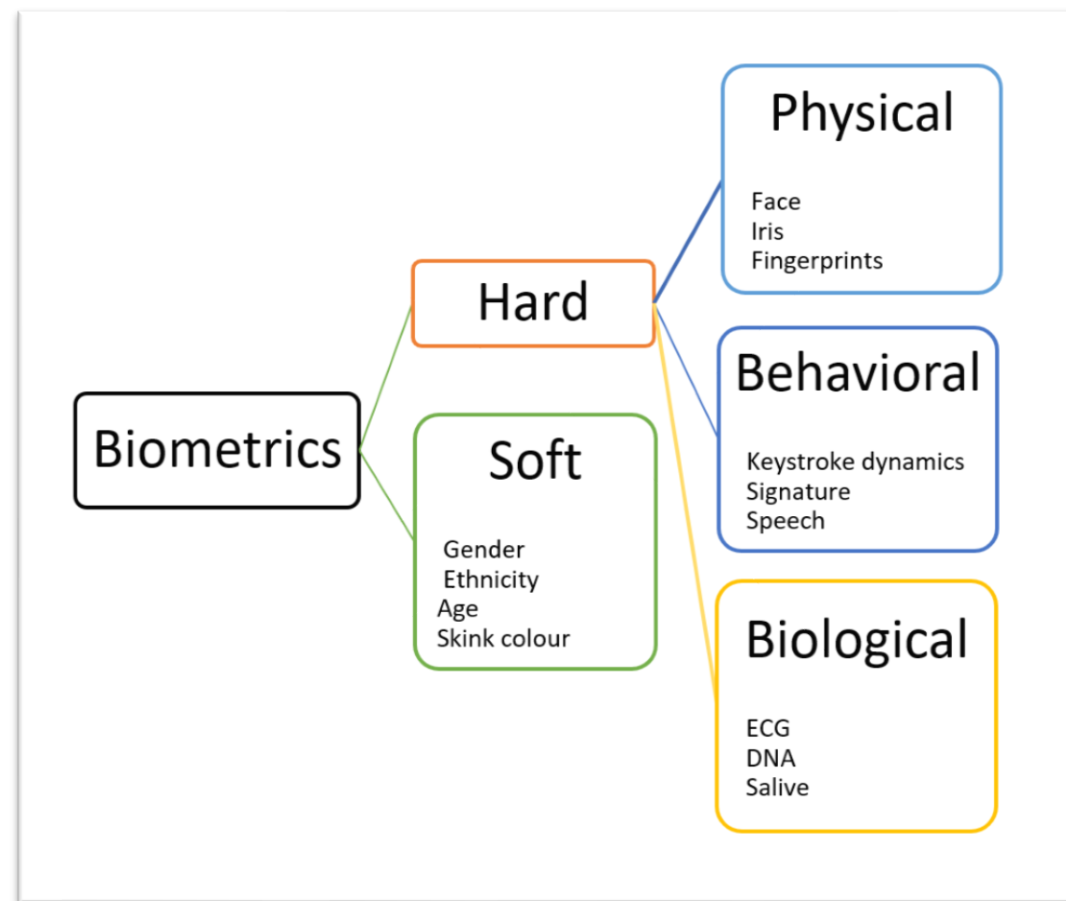 Biometrics
Hard
Soft
Gender
Ethnicity
Age
Skink colour
Physical
Face
Iris
Fingerprints
Behavioral
Keystroke dynamics
Signature
Speech
Biological
ECG
DNA
Salive